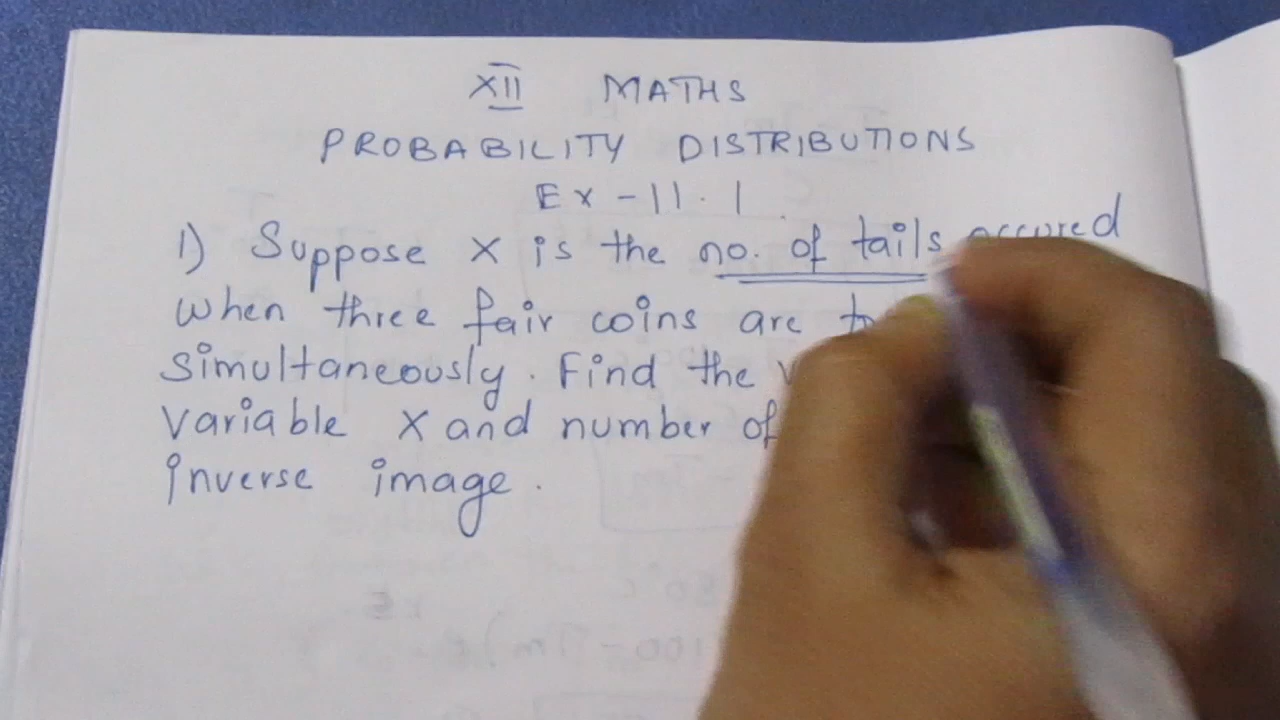 XII MATHS
PROBABILITY DISTRIBUTIONS
Ex - 11.1
1) Suppose X is the no. of tails occured
when three fair coins are
simultaneously. Find the
variable X and number of
inverse image.